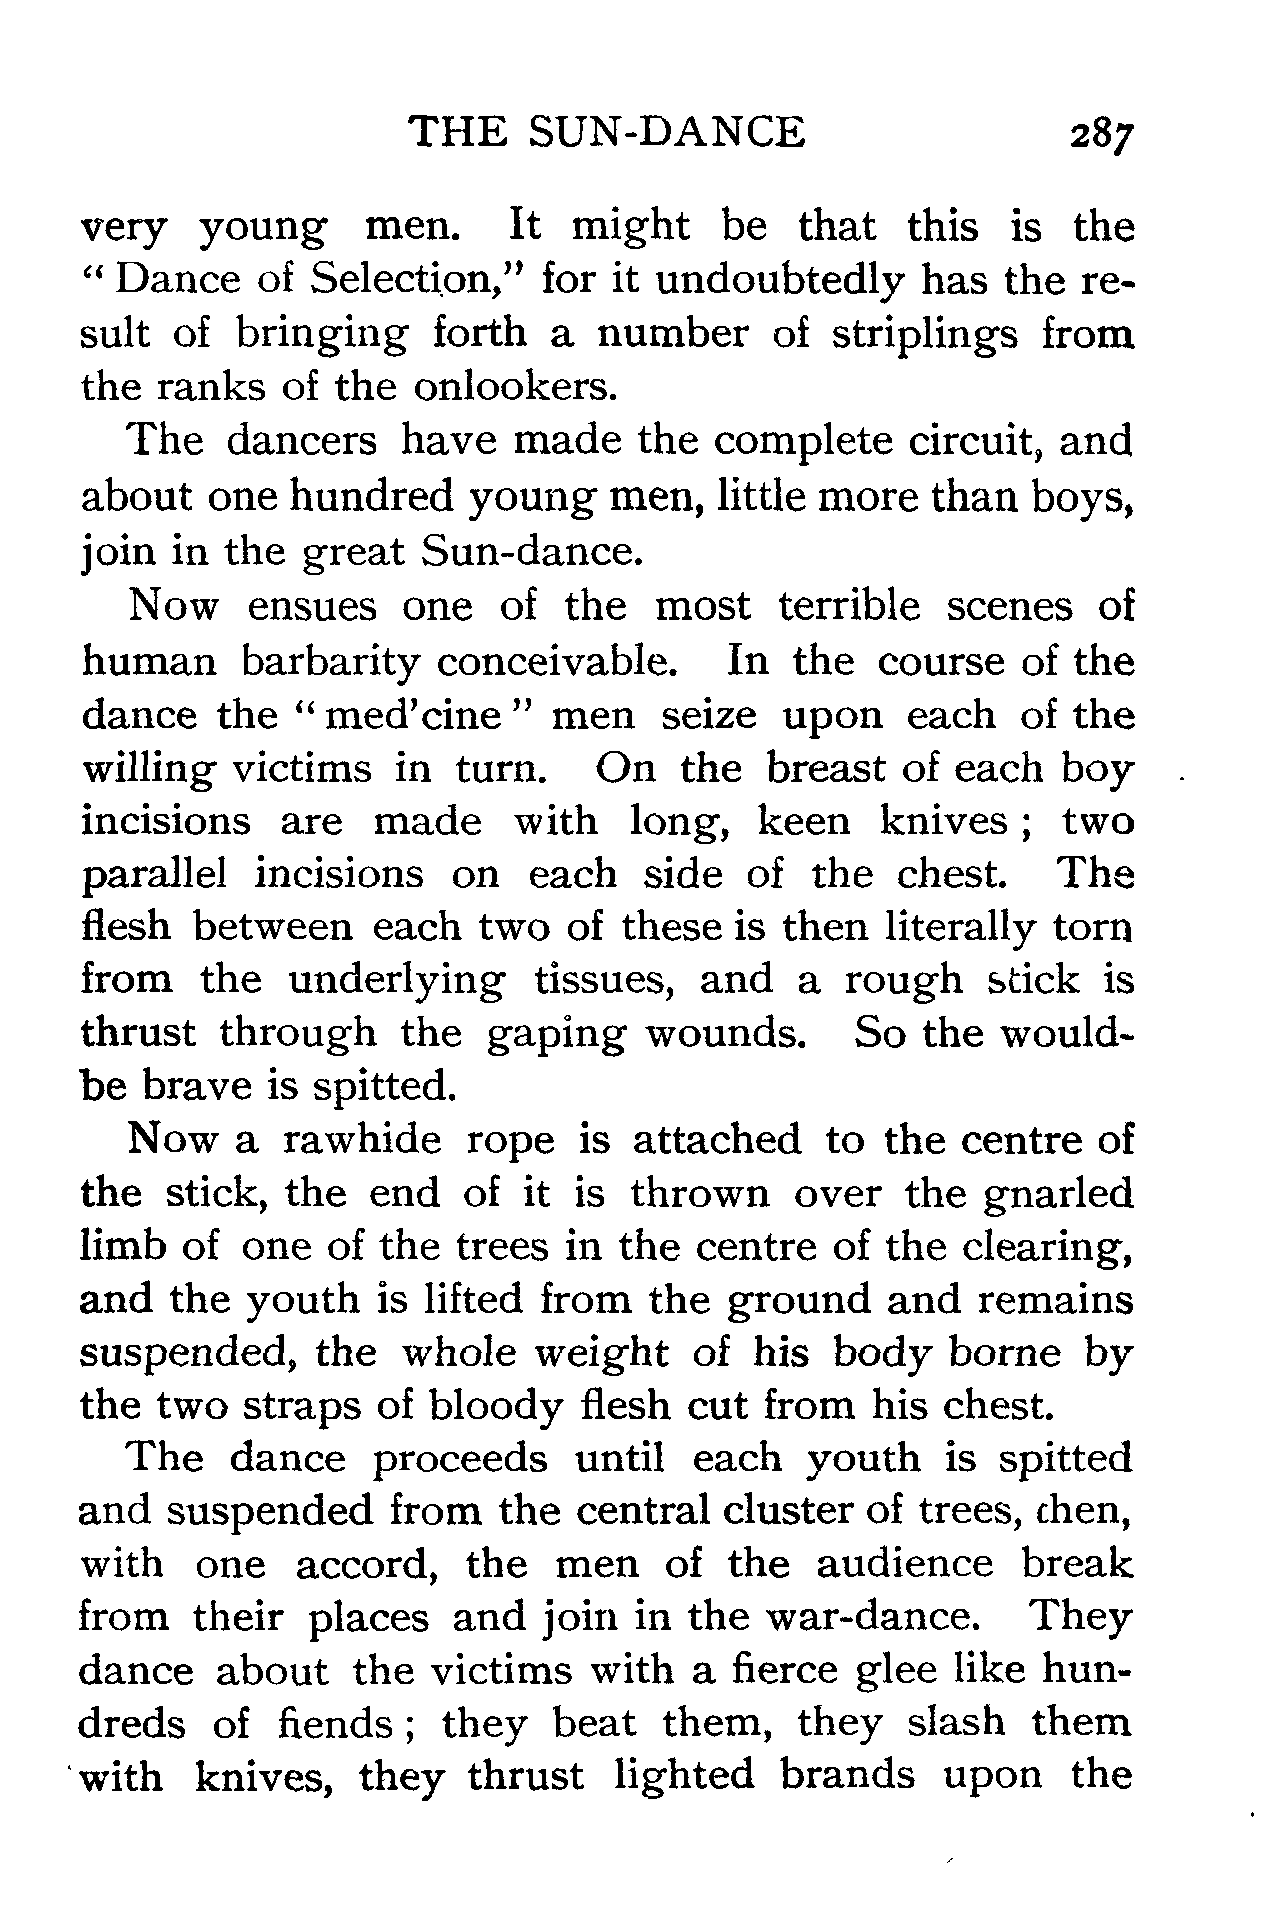 THE SUN-DANCE 287
very young men. It might be that this is the
“ Dance of Selection,” for it undoubtedly has the re-
sult of bringing forth a number of striplings from
the ranks of the onlookers.
The dancers have made the complete circuit, and
about one hundred young men, little more than boys,
join in the great Sun-dance.
Now ensues one of the most terrible scenes of
human barbarity conceivable. In the course of the
dance the “ med’cine ” men seize upon each of the
willing victims in turn. On the breast of each boy
incisions are made with long, keen knives ; two
parallel incisions on each side of the chest. The
flesh between each two of these is then literally torn
from the underlying tissues, and a rough stick is
thrust through the gaping wounds. So the would-
be brave is spitted.
Now a rawhide rope is attached to the centre of
the stick, the end of it is thrown over the gnarled
limb of one of the trees in the centre of the clearing,
and the youth is lifted from the ground and remains
suspended, the whole weight of his body borne by
the two straps of bloody flesh cut from his chest.
The dance proceeds until each youth is spitted
and suspended from the central cluster of trees, then,
with one accord, the men of the audience break
from their places and join in the war-dance. They
dance about the victims with a fierce glee like hun-
dreds of fiends ; they beat them, they slash them
with knives, they thrust lighted brands upon the